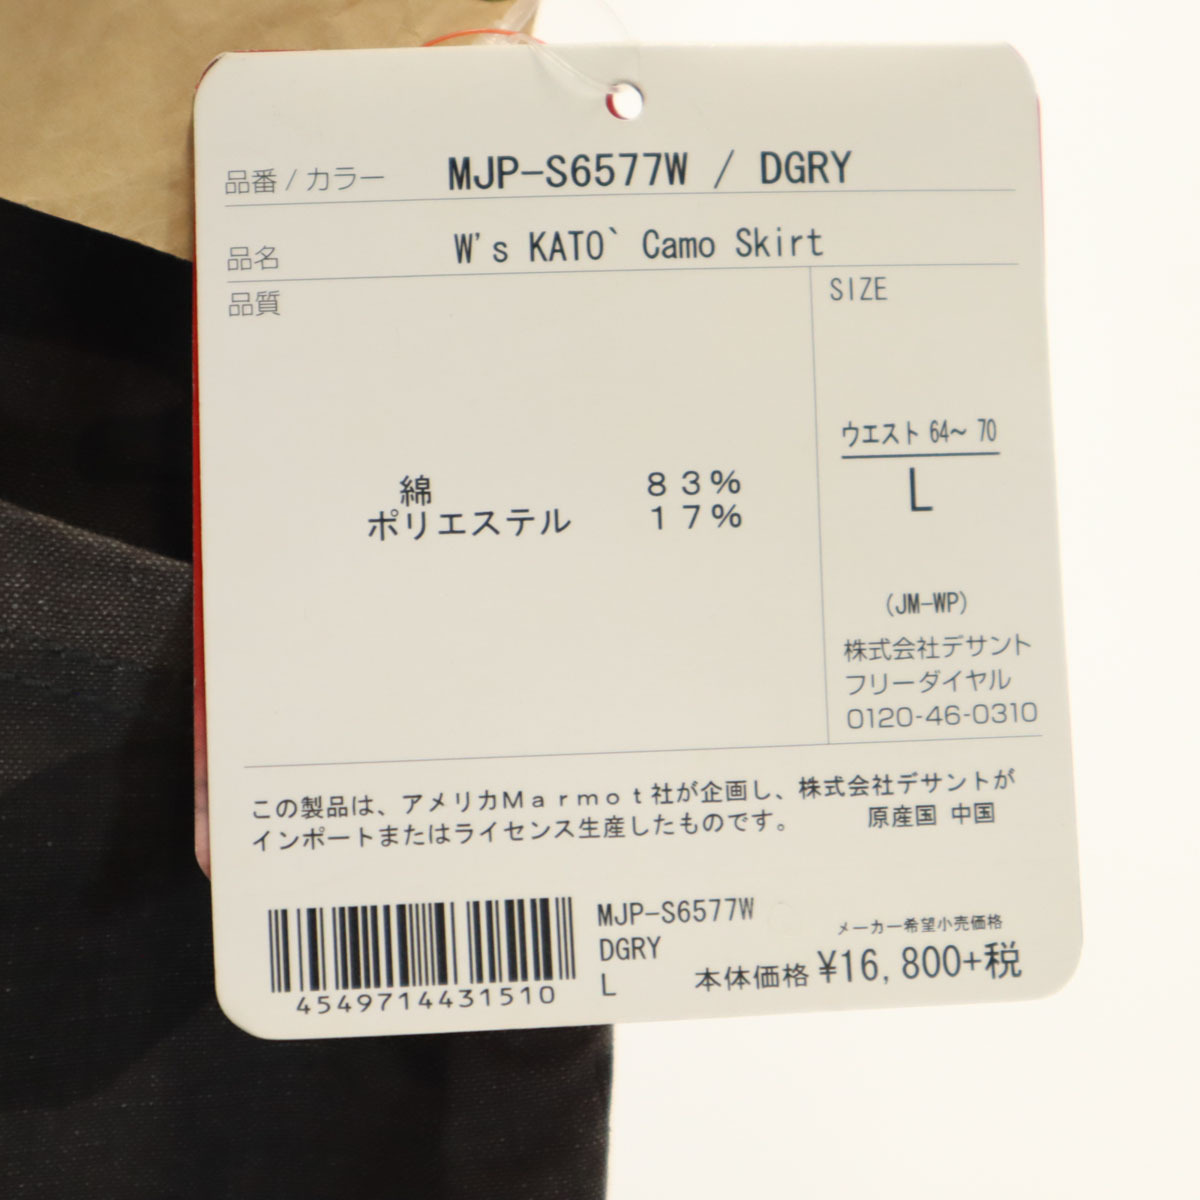 品番 / カラー MJP-S6577W / DGRY
品名 W's KATO` Camo Skirt
品質
SIZE
ウエスト 64～ 70
L
綿 83%
ポリエステル 17%
(JM-WP)
株式会社デサント
フリーダイヤル
0120-46-0310
この製品は、アメリカMarmot社が企画し、株式会社デサントが
インポートまたはライセンス生産したものです。 原産国 中国
4549714431510
MJP-S6577W
DGRY
L
メーカー希望小売価格
本体価格 ¥16,800+税